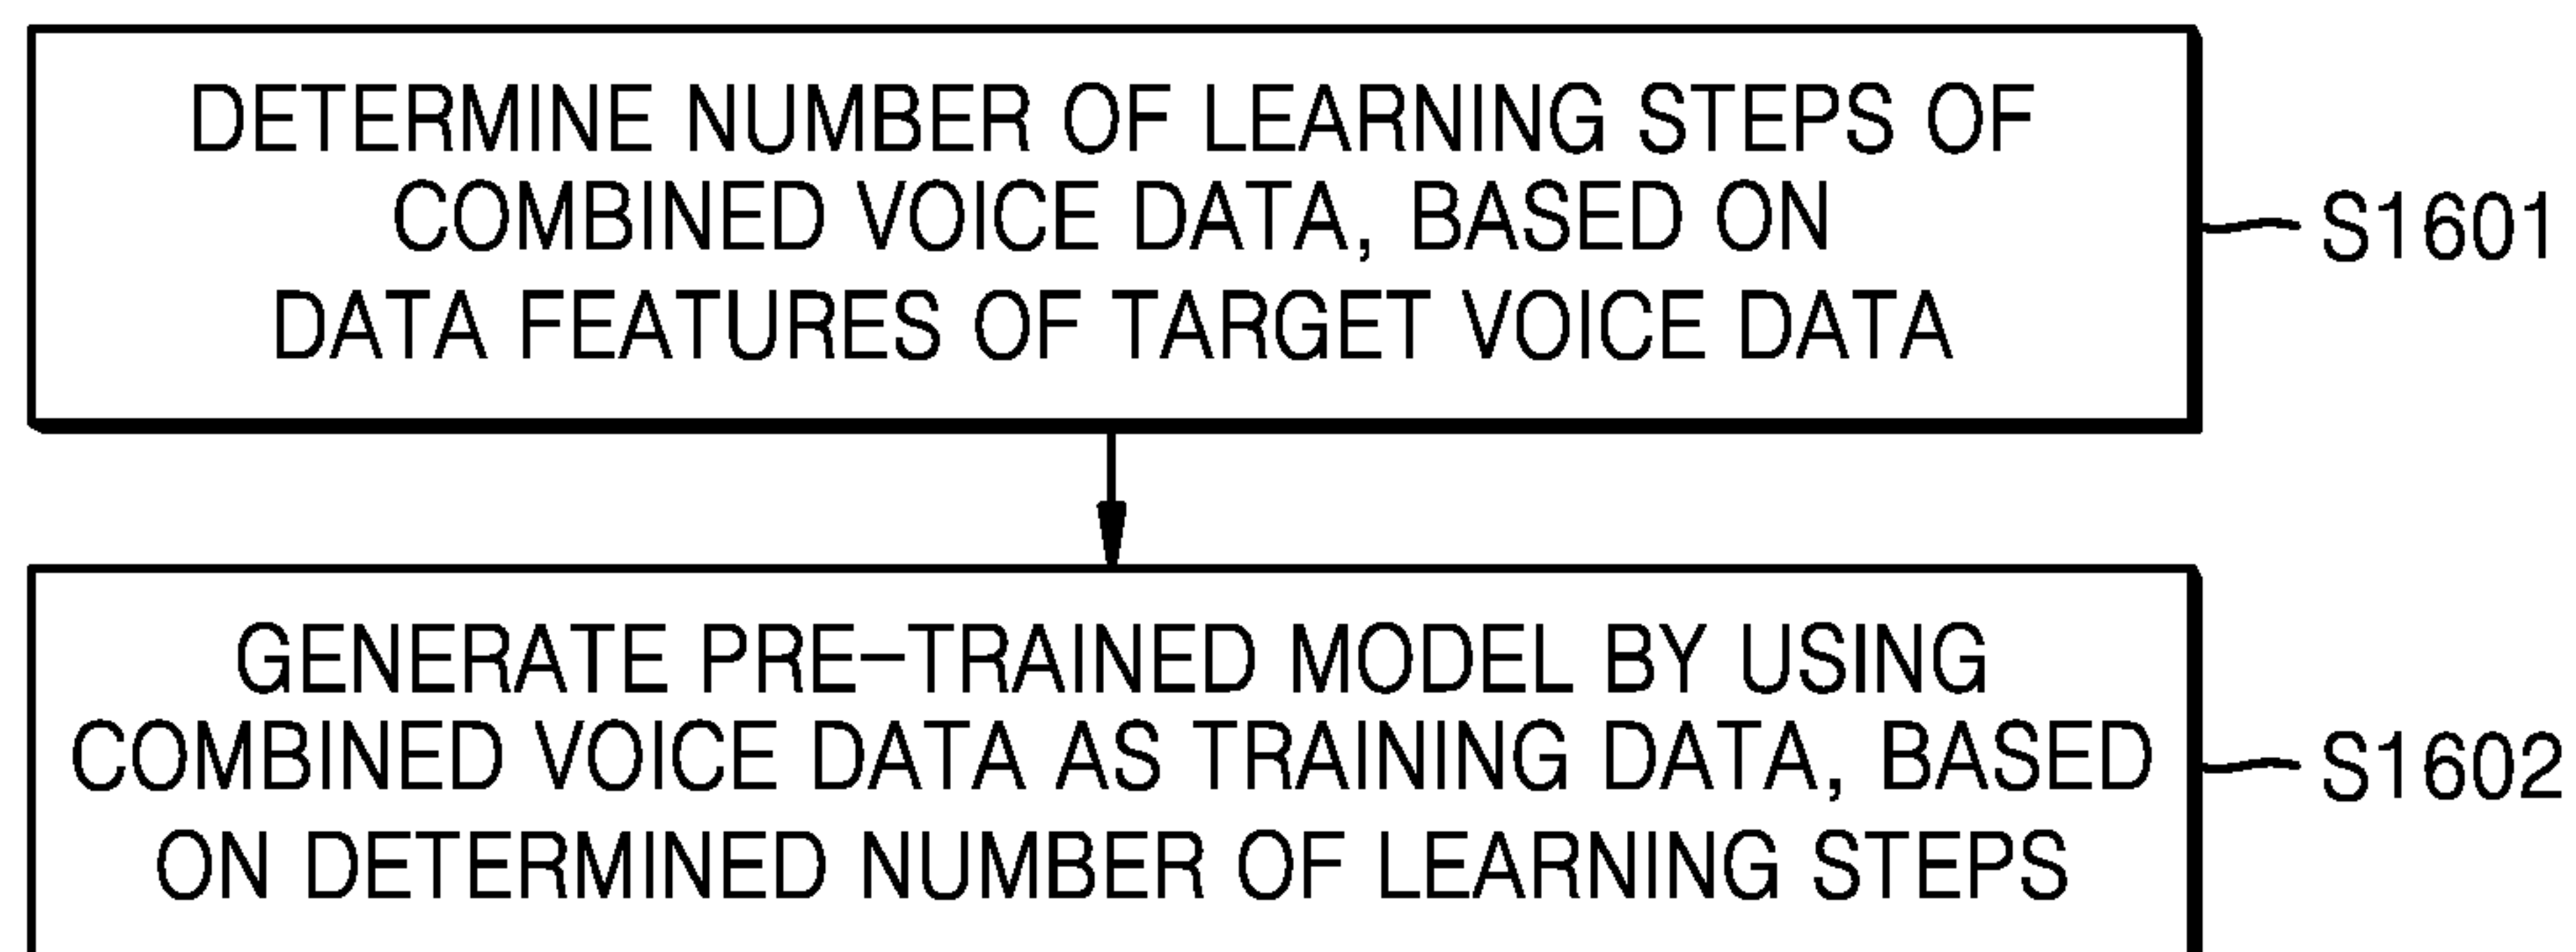 DETERMINE NUMBER OF LEARNING STEPS OF
COMBINED VOICE DATA, BASED ON
DATA FEATURES OF TARGET VOICE DATA
S1601
GENERATE PRE-TRAINED MODEL BY USING
COMBINED VOICE DATA AS TRAINING DATA, BASED
ON DETERMINED NUMBER OF LEARNING STEPS
S1602